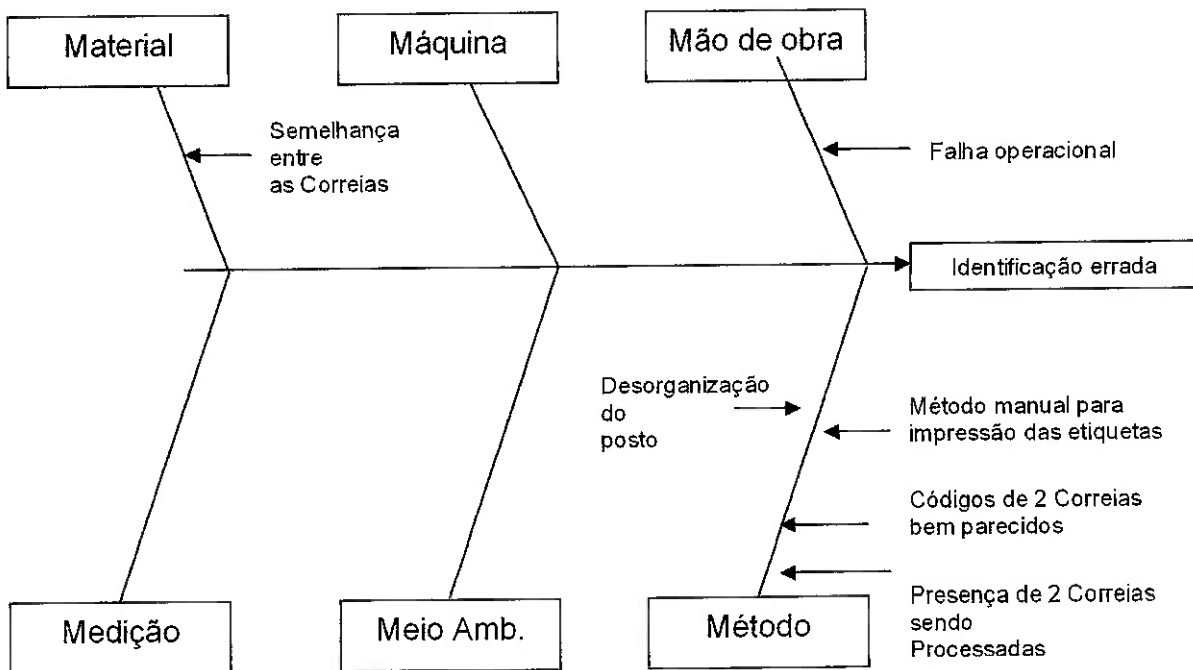 Material
Máquina
Mão de obra
Semelhança
entre
as Correias
Falha operacional
Identificação errada
Desorganização
do
posto
Método manual para
impressão das etiquetas
Códigos de 2 Correias
bem parecidos
Presença de 2 Correias
sendo
Processadas
Medição
Meio Amb.
Método